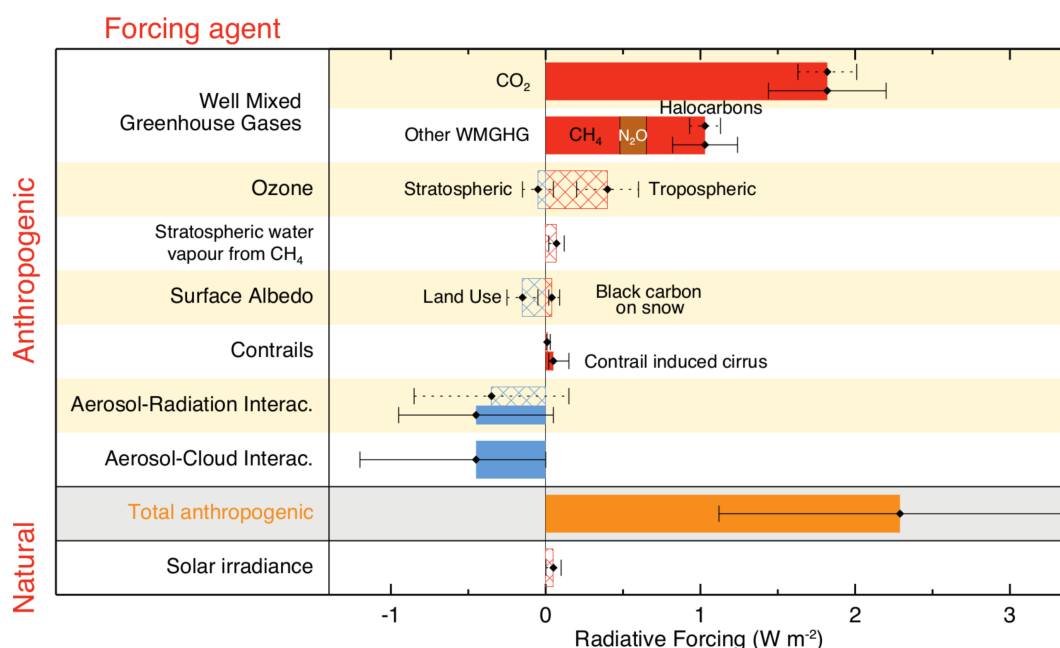 Forcing agent
Anthropogenic
Well Mixed
Greenhouse Gases
CO₂
Halocarbons
Other WMGHG
CH₄
N₂O
Ozone
Stratospheric
Tropospheric
Stratospheric water
vapour from CH₄
Surface Albedo
Land Use
Black carbon
on snow
Contrails
Contrail induced cirrus
Aerosol-Radiation Interac.
Aerosol-Cloud Interac.
Total anthropogenic
Natural
Solar irradiance
-1 0 1 2 3
Radiative Forcing (W m⁻²)